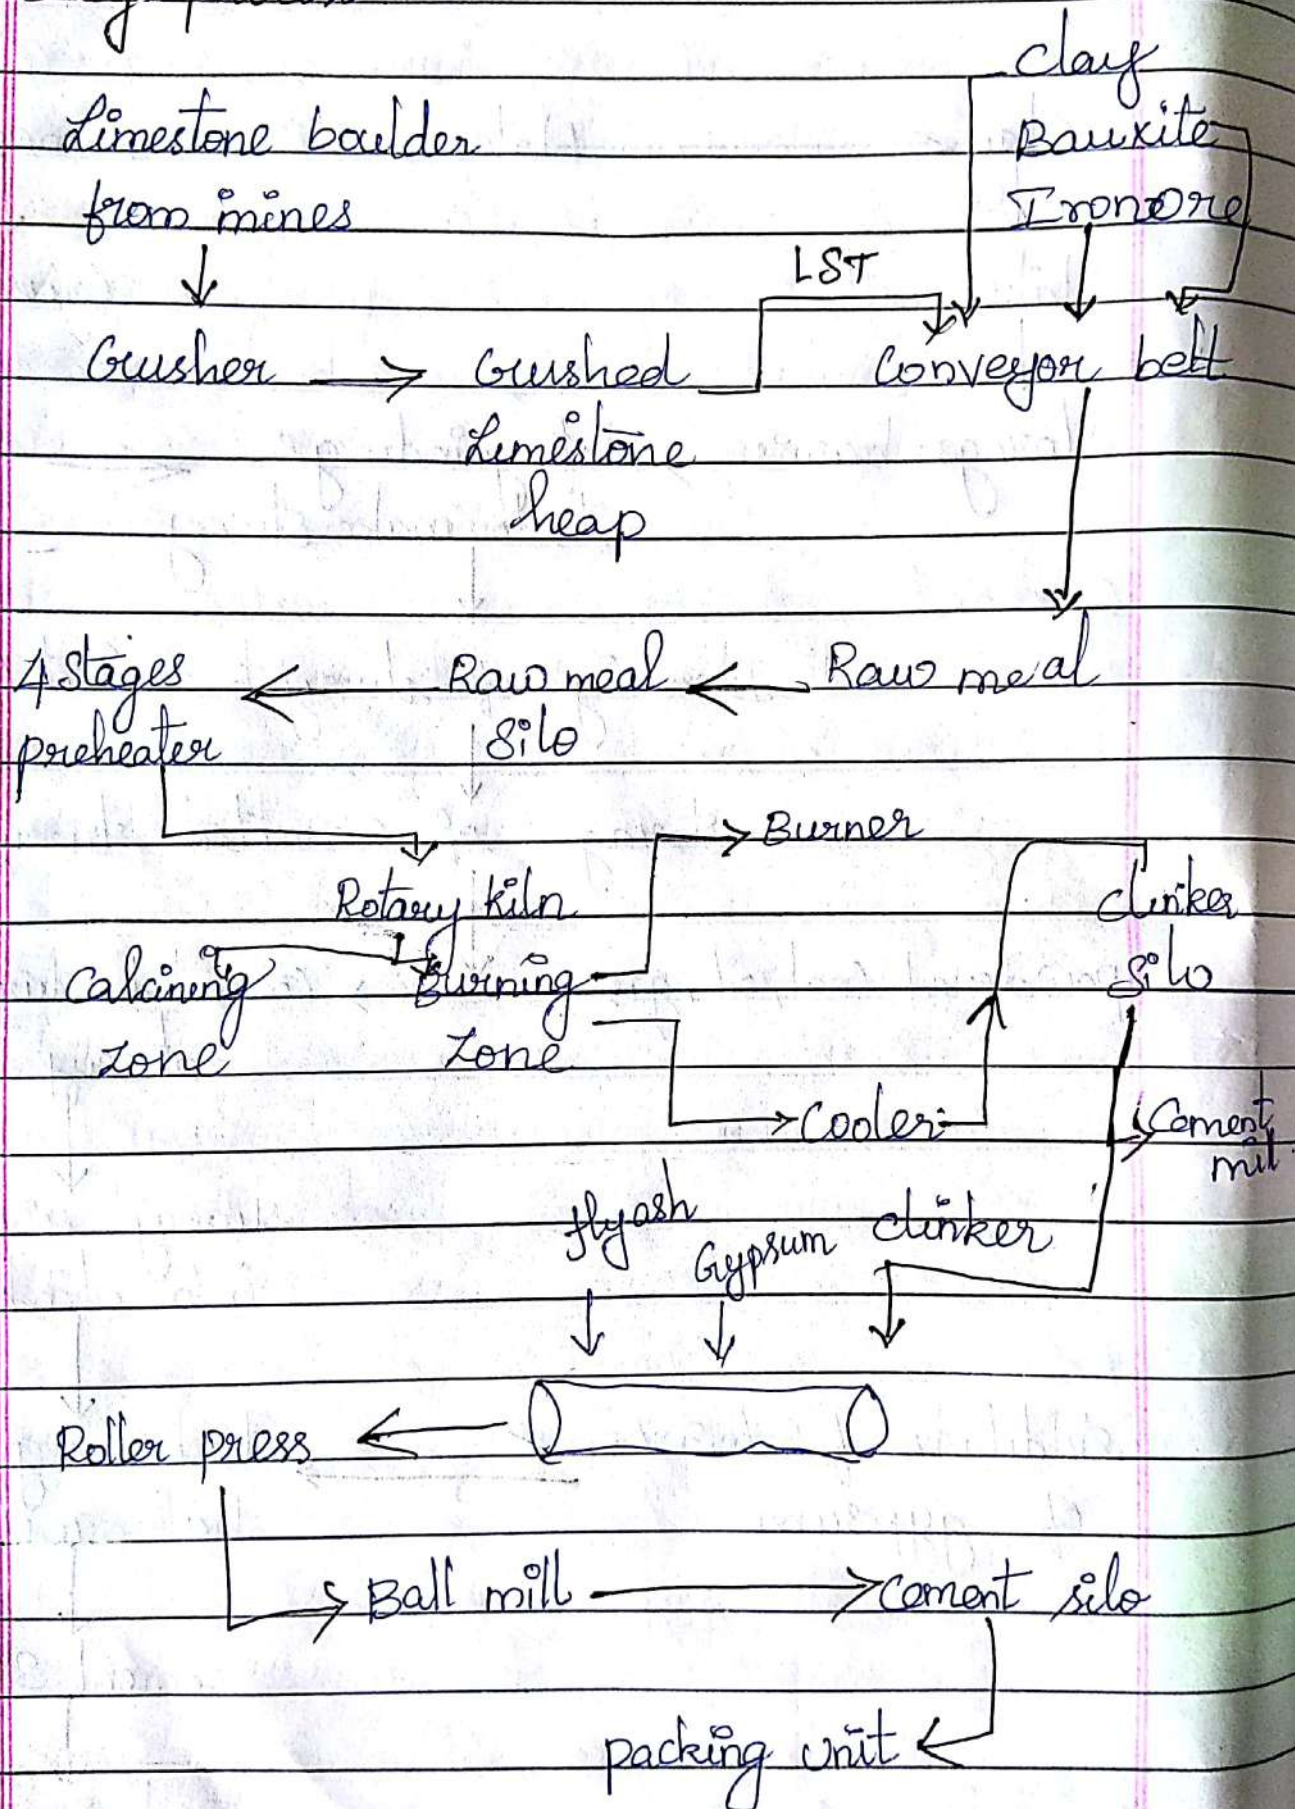 clay
Limestone boulder
Bauxite
from mines
Iron ore
LST
Crusher
Crushed
Conveyor belt
Limestone
heap
4 Stages
Raw meal
Raw meal
preheater
Silo
Burner
Rotary kiln
clinker
Calcining
Burning
silo
zone
Zone
Cooler
Cement
mill
flyash
Gypsum
clinker
Roller press
Ball mill
cement silo
packing unit